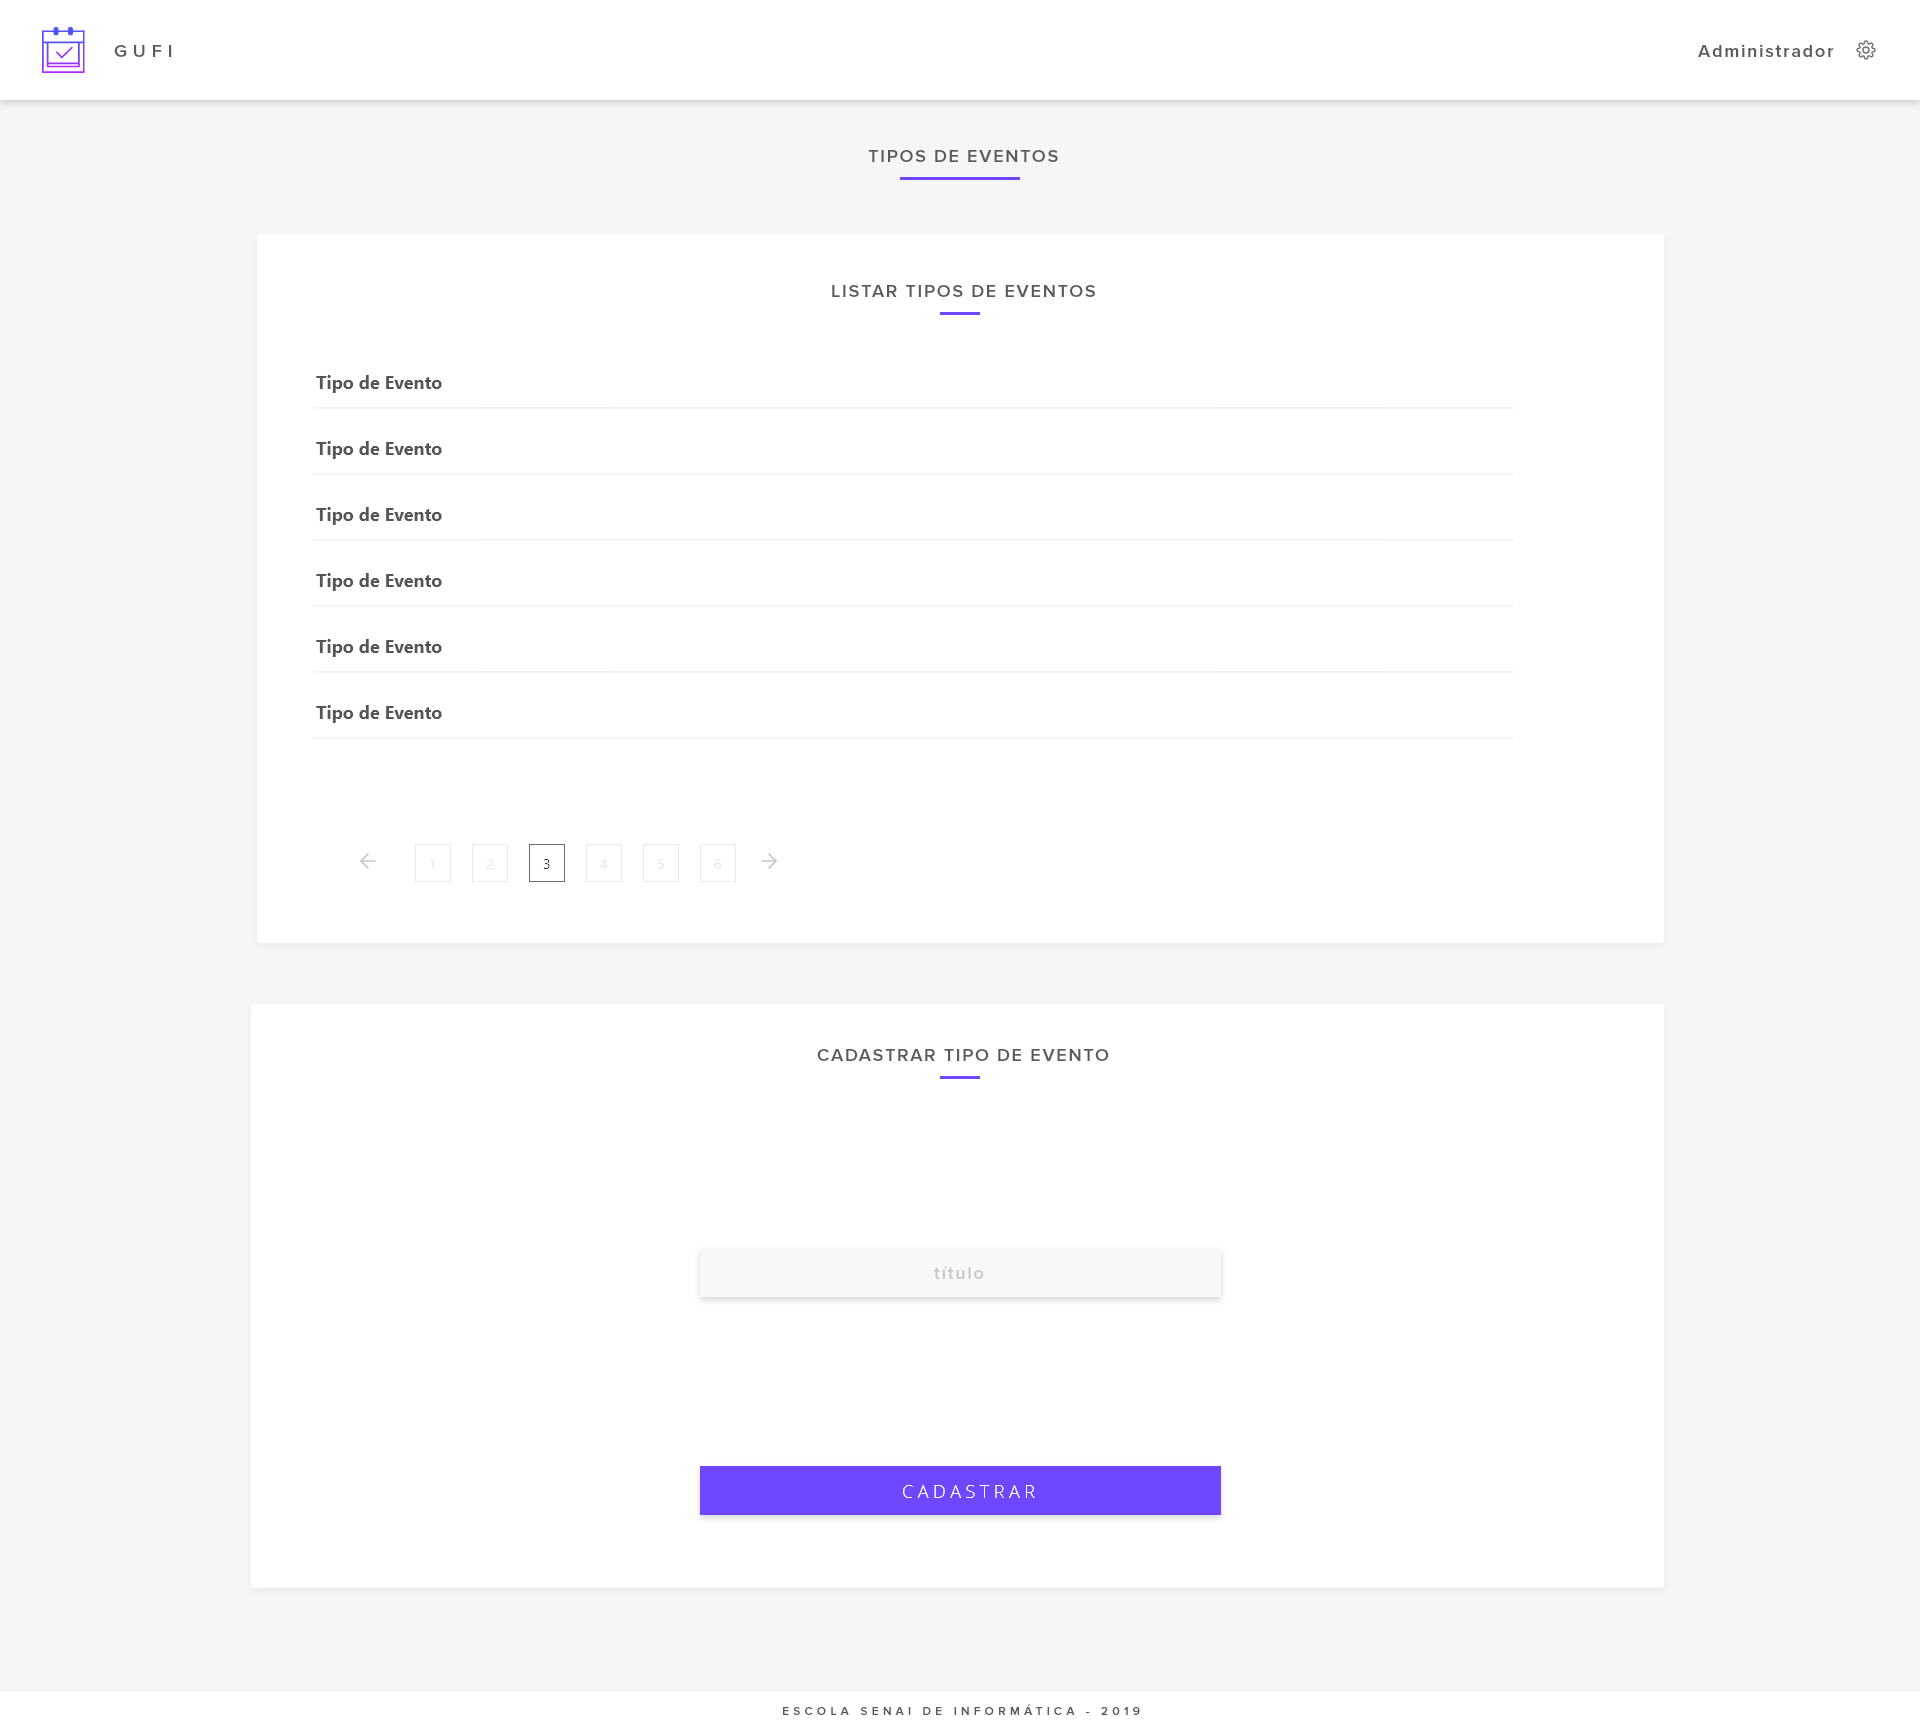 GUFI
Administrador
TIPOS DE EVENTOS
LISTAR TIPOS DE EVENTOS
Tipo de Evento
Tipo de Evento
Tipo de Evento
Tipo de Evento
Tipo de Evento
Tipo de Evento
1 2 3 4 5 6
CADASTRAR TIPO DE EVENTO
título
CADASTRAR
ESCOLA SENAI DE INFORMÁTICA - 2019